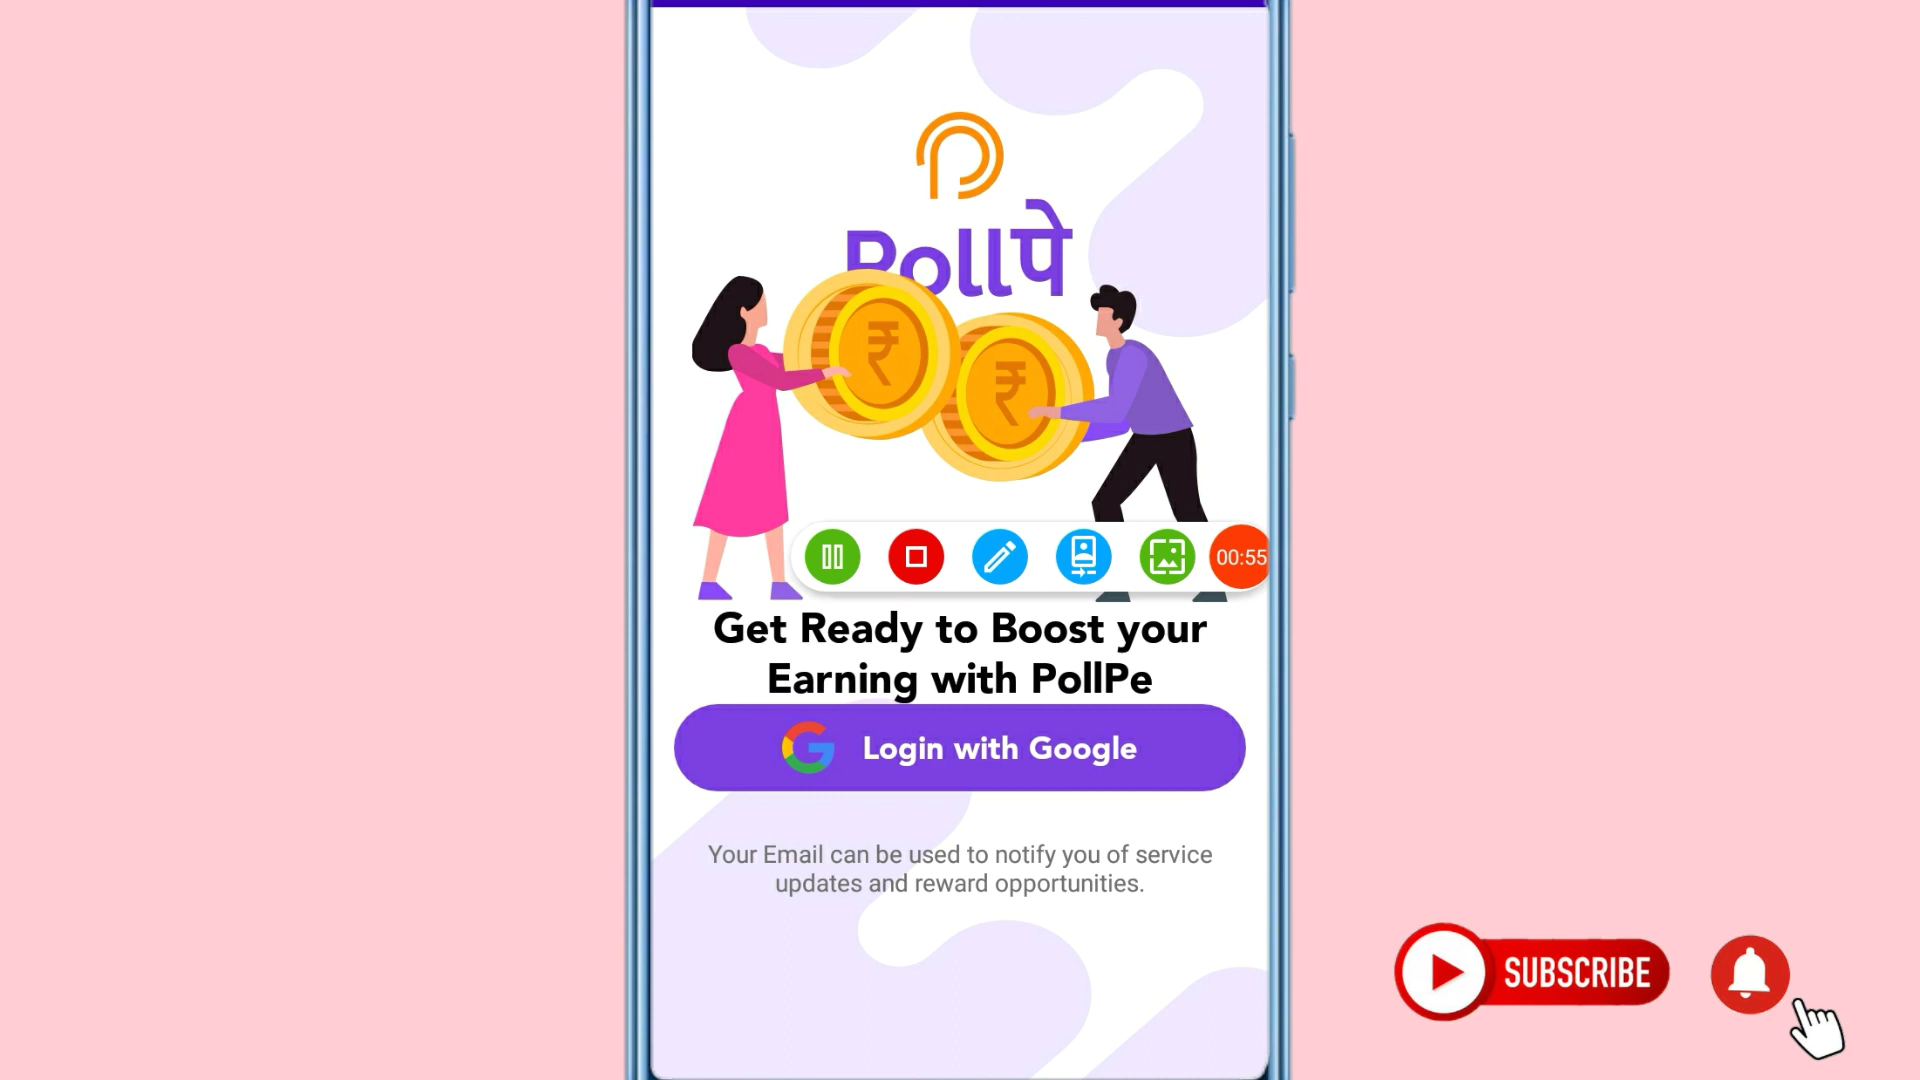 Pollपे
₹
₹
00:55
Get Ready to Boost your
Earning with PollPe
Login with Google
Your Email can be used to notify you of service
updates and reward opportunities.
SUBSCRIBE